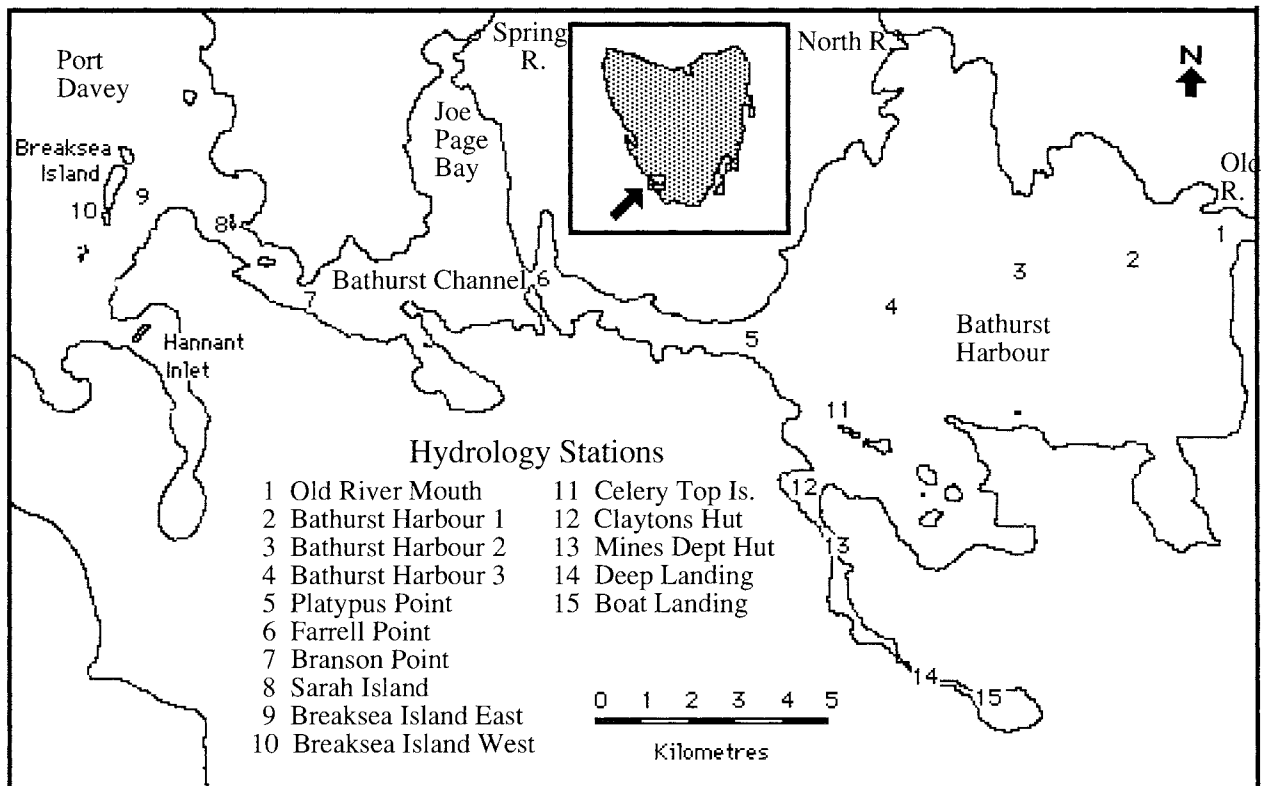 Port
Davey
Spring
R.
North R.
N
Joe
Page
Bay
Breaksea
Island
Old
R.
9
10
8
1
2
3
6
Bathurst Channel
7
4
5
Bathurst
Harbour
Hannant
Inlet
11
12
13
14
15
Hydrology Stations
1 Old River Mouth
2 Bathurst Harbour 1
3 Bathurst Harbour 2
4 Bathurst Harbour 3
5 Platypus Point
6 Farrell Point
7 Branson Point
8 Sarah Island
9 Breaksea Island East
10 Breaksea Island West
11 Celery Top Is.
12 Claytons Hut
13 Mines Dept Hut
14 Deep Landing
15 Boat Landing
0 1 2 3 4 5
Kilometres